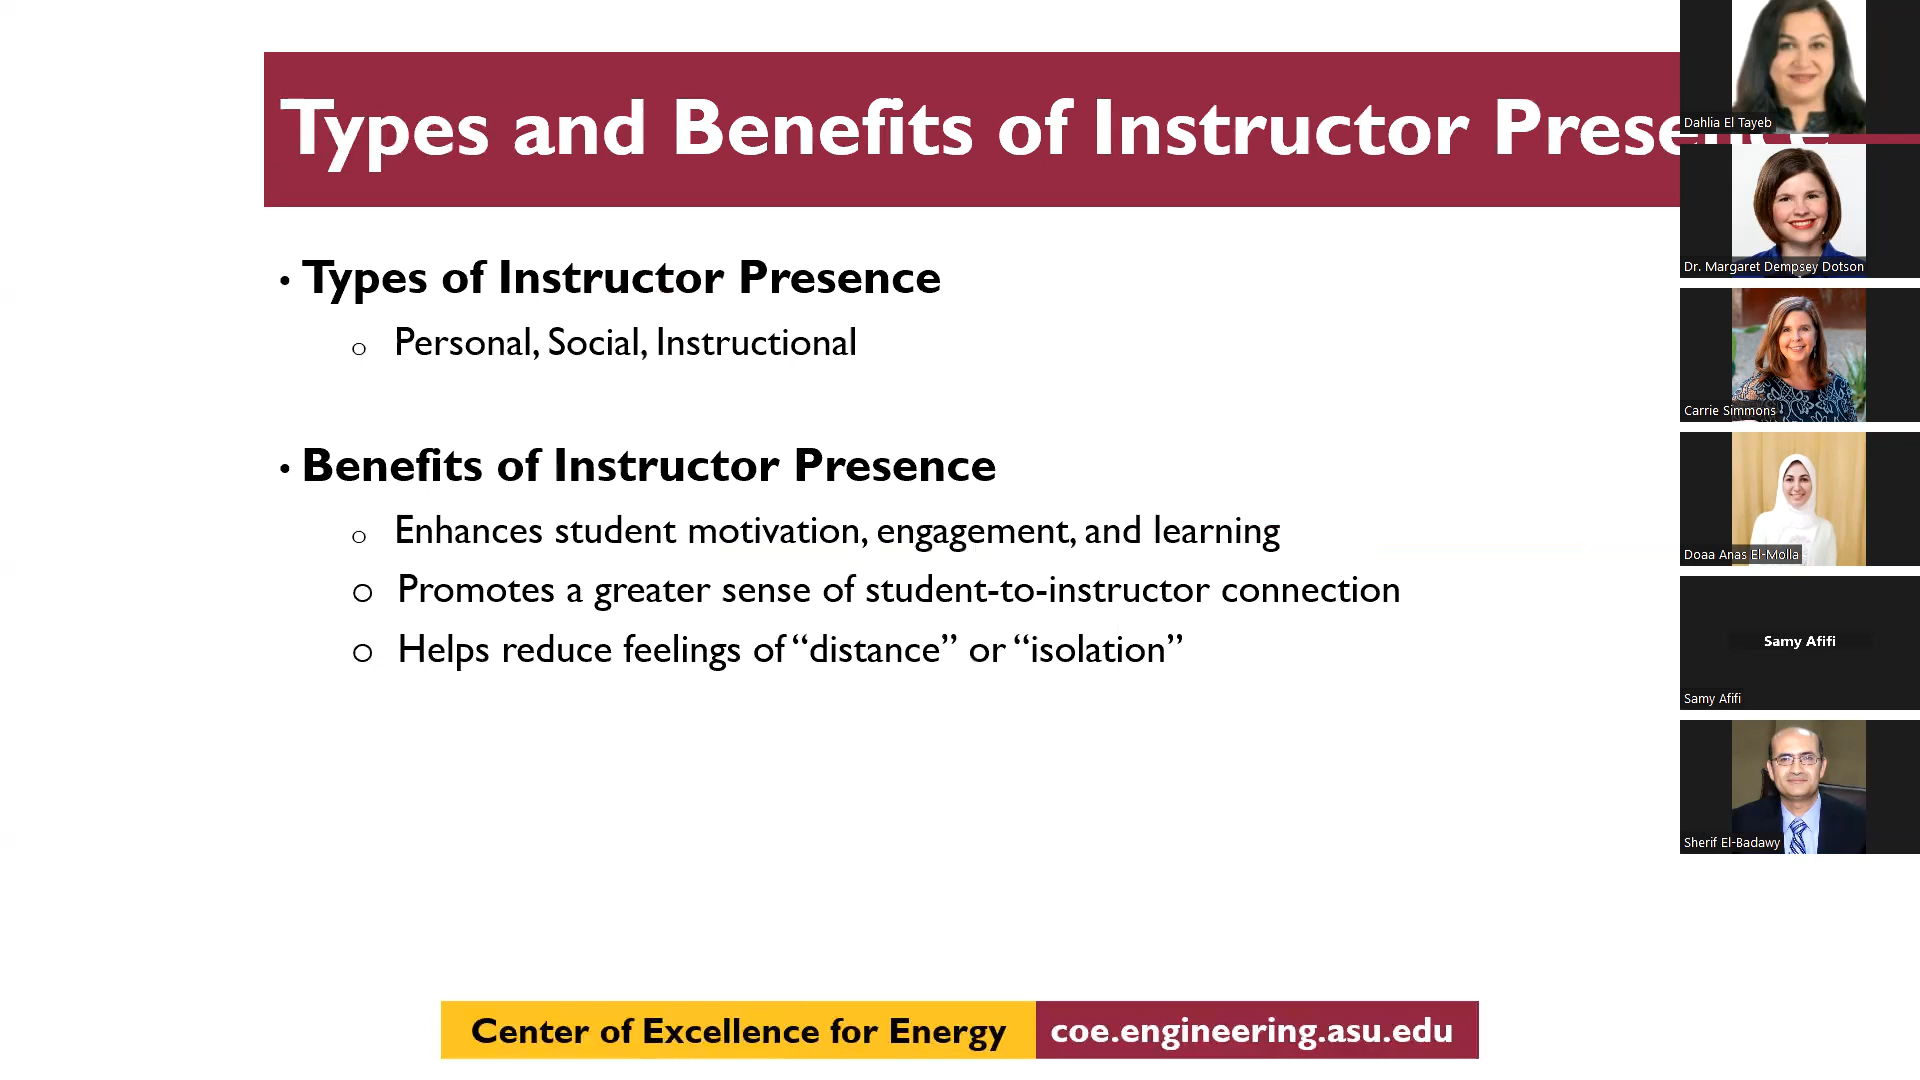 Types and Benefits of Instructor Presence
• Types of Instructor Presence
o Personal, Social, Instructional
• Benefits of Instructor Presence
o Enhances student motivation, engagement, and learning
o Promotes a greater sense of student-to-instructor connection
o Helps reduce feelings of “distance” or “isolation”
Center of Excellence for Energy
coe.engineering.asu.edu
Dahlia El Tayeb
Dr. Margaret Dempsey Dotson
Carrie Simmons
Doaa Anas El-Molla
Samy Afifi
Samy Afifi
Sherif El-Badawy